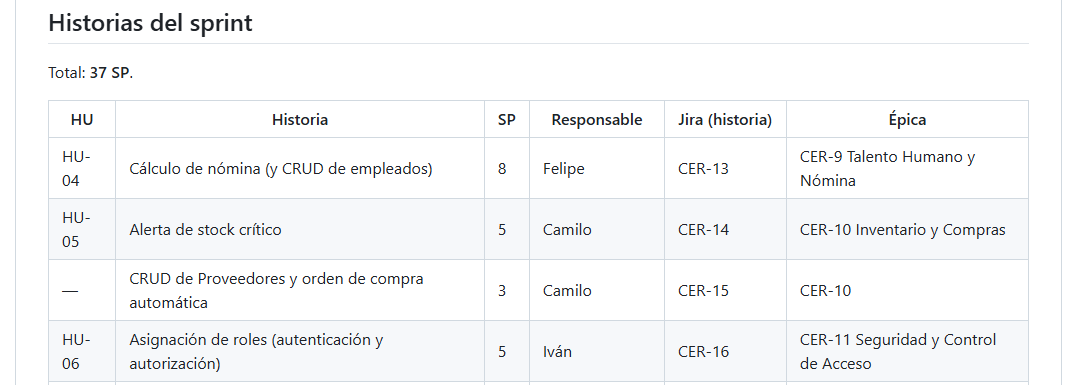 Historias del sprint
Total: 37 SP.
HU Historia SP Responsable Jira (historia) Épica
HU-04 Cálculo de nómina (y CRUD de empleados) 8 Felipe CER-13 CER-9 Talento Humano y Nómina
HU-05 Alerta de stock crítico 5 Camilo CER-14 CER-10 Inventario y Compras
— CRUD de Proveedores y orden de compra automática 3 Camilo CER-15 CER-10
HU-06 Asignación de roles (autenticación y autorización) 5 Iván CER-16 CER-11 Seguridad y Control de Acceso